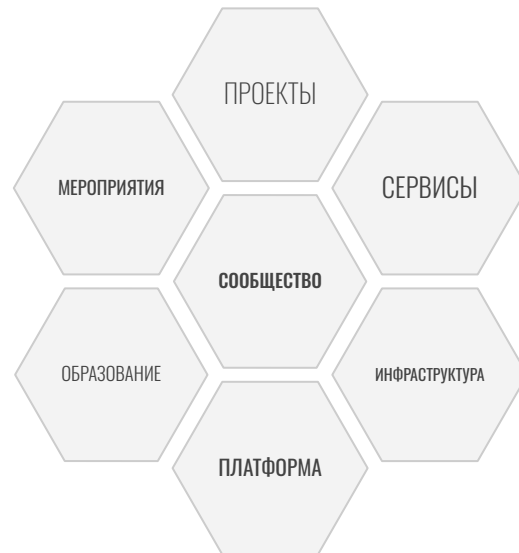 ПРОЕКТЫ
МЕРОПРИЯТИЯ
СЕРВИСЫ
СООБЩЕСТВО
ОБРАЗОВАНИЕ
ИНФРАСТРУКТУРА
ПЛАТФОРМА